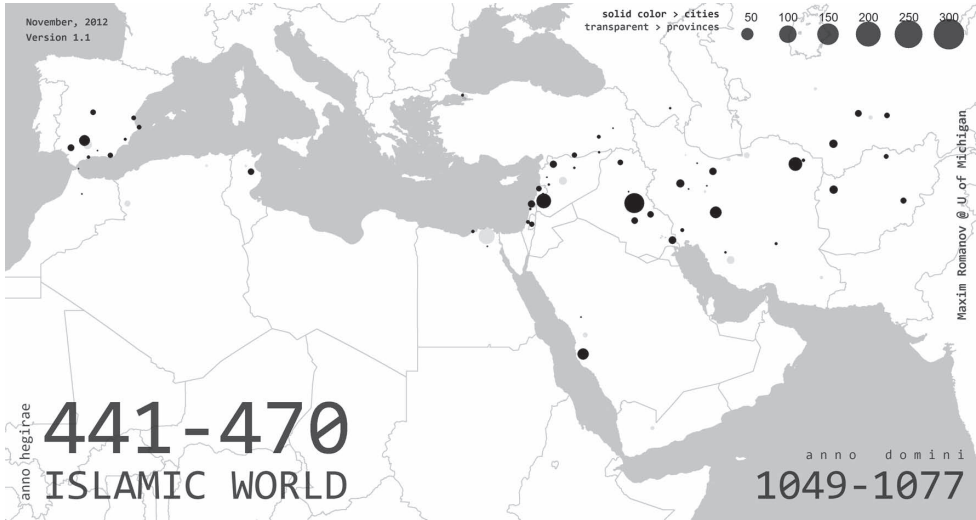 November, 2012
Version 1.1
solid color > cities
transparent > provinces
50 100 150 200 250 300
Maxim Romanov @ U of Michigan
anno hegirae
441-470
ISLAMIC WORLD
anno domini
1049-1077